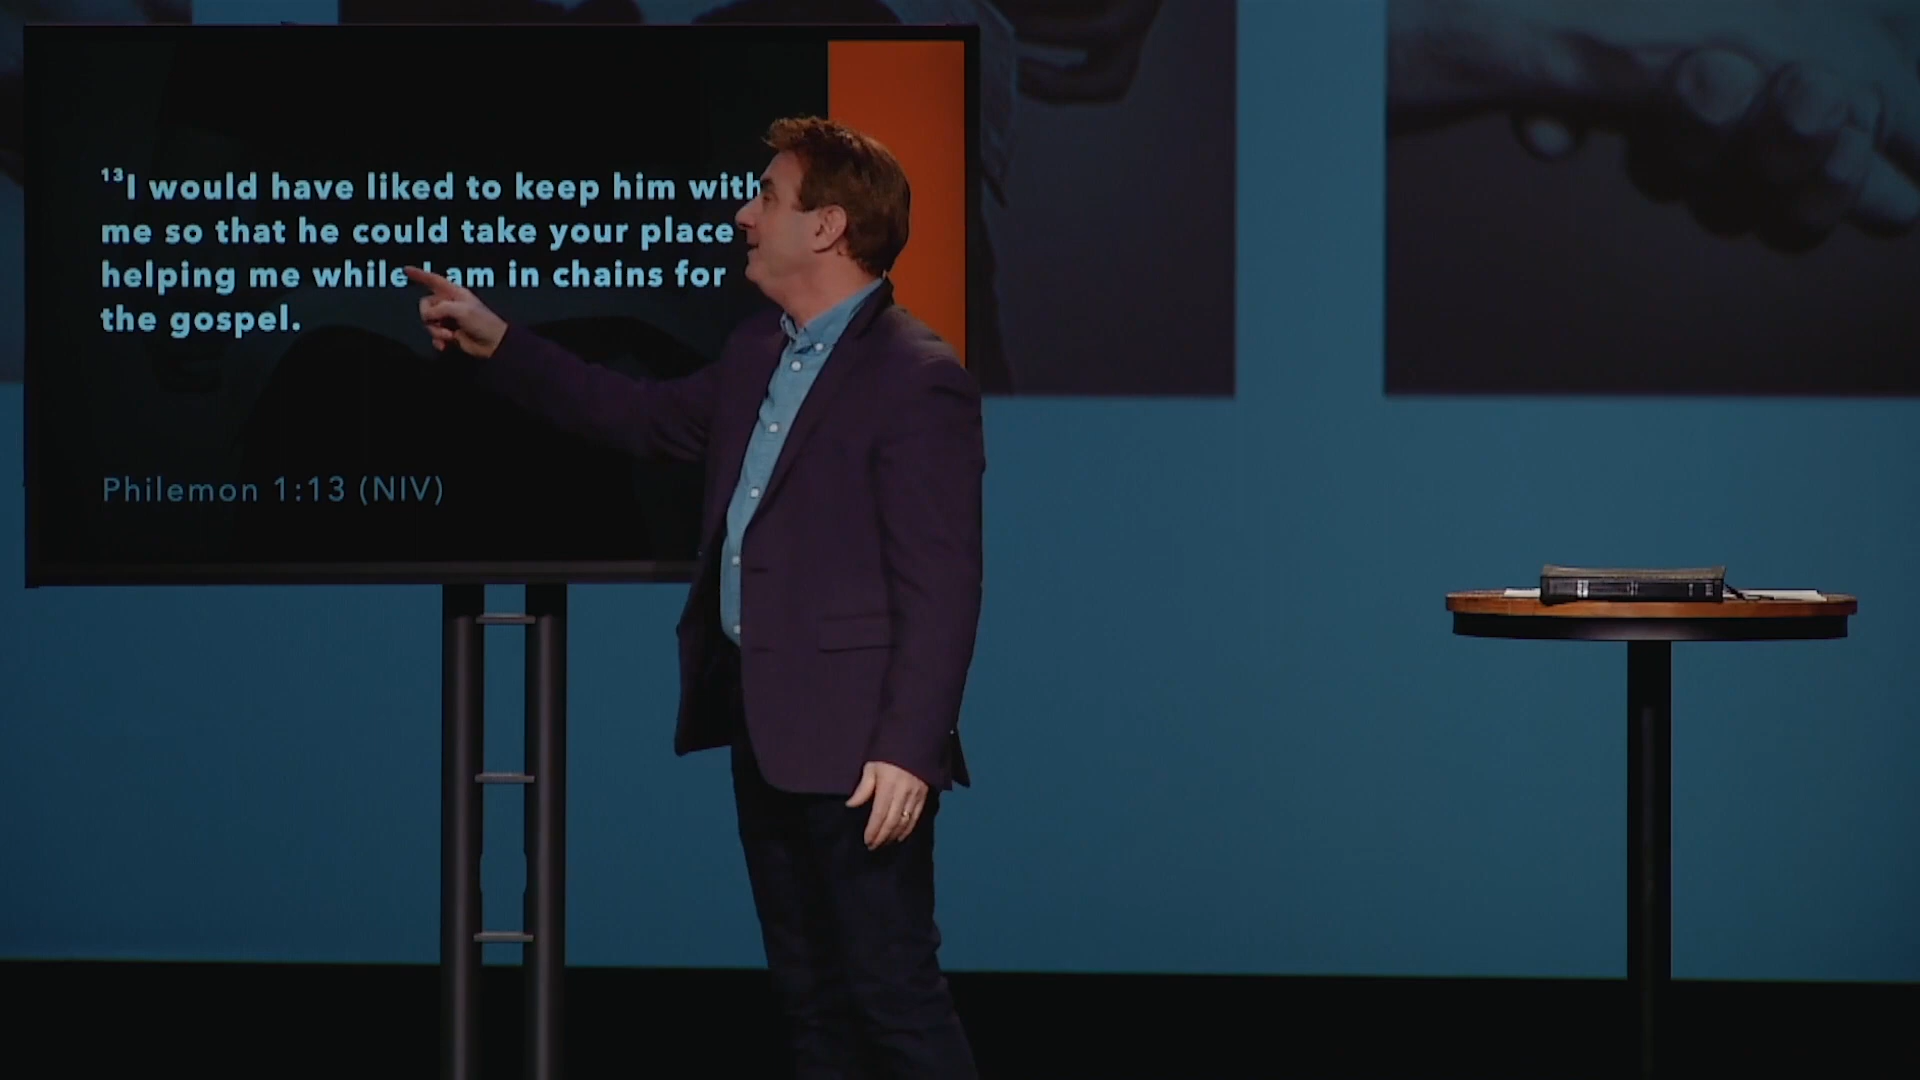 ¹³I would have liked to keep him with
me so that he could take your place
helping me while I am in chains for
the gospel.
Philemon 1:13 (NIV)